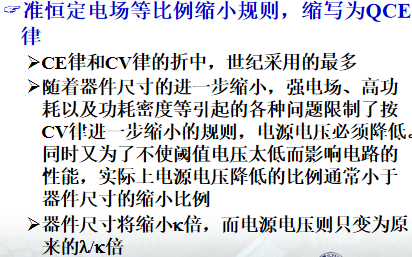 ☞准恒定电场等比例缩小规则，缩写为QCE
律
➢CE律和CV律的折中，世纪采用的最多
➢随着器件尺寸的进一步缩小，强电场、高功
耗以及功耗密度等引起的各种问题限制了按
CV律进一步缩小的规则，电源电压必须降低。
同时又为了不使阈值电压太低而影响电路的
性能，实际上电源电压降低的比例通常小于
器件尺寸的缩小比例
➢器件尺寸将缩小κ倍，而电源电压则只变为原
来的λ/κ倍